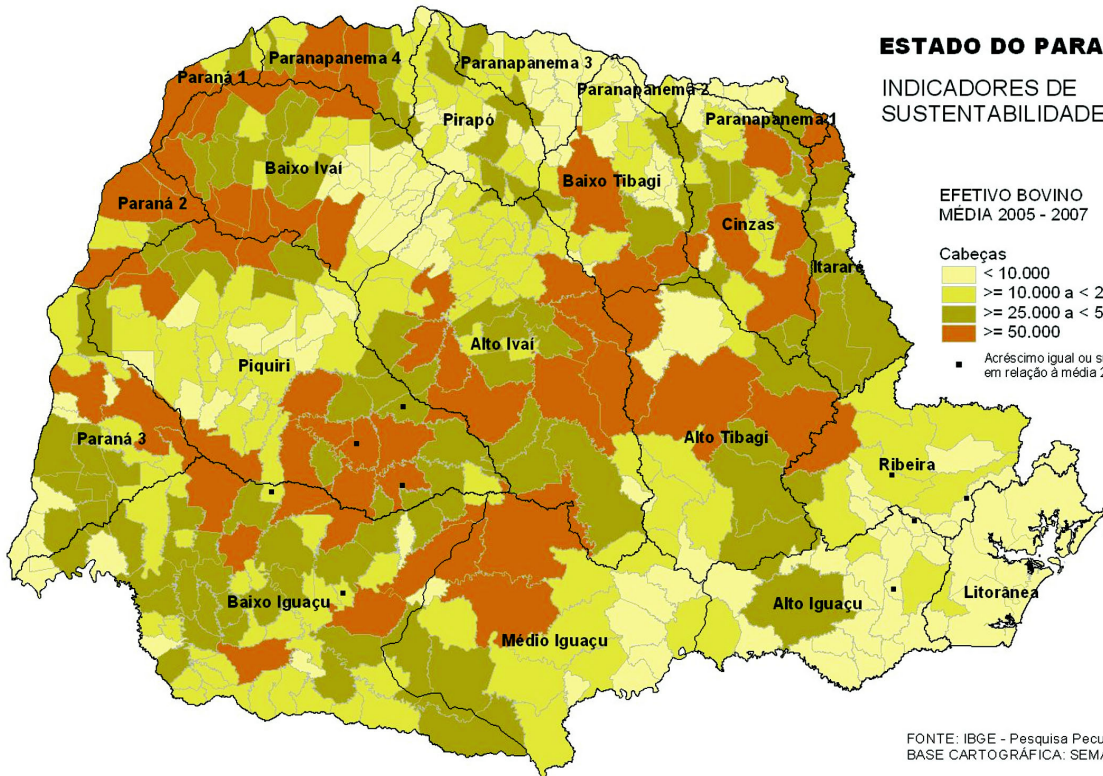 ESTADO DO PARA
INDICADORES DE
SUSTENTABILIDADE
EFETIVO BOVINO
MÉDIA 2005 - 2007
Cabeças
< 10.000
>= 10.000 a < 2
>= 25.000 a < 5
>= 50.000
Acréscimo igual ou su
em relação à média 2
Paranapanema 4
Paranapanema 3
Paraná 1
Paranapanema 2
Paranapanema 1
Pirapó
Baixo Ivaí
Baixo Tibagi
Paraná 2
Cinzas
Itararé
Alto Ivaí
Piquiri
Paraná 3
Alto Tibagi
Ribeira
Baixo Iguaçu
Alto Iguaçu
Litorânea
Médio Iguaçu
FONTE: IBGE - Pesquisa Pecu
BASE CARTOGRÁFICA: SEMA